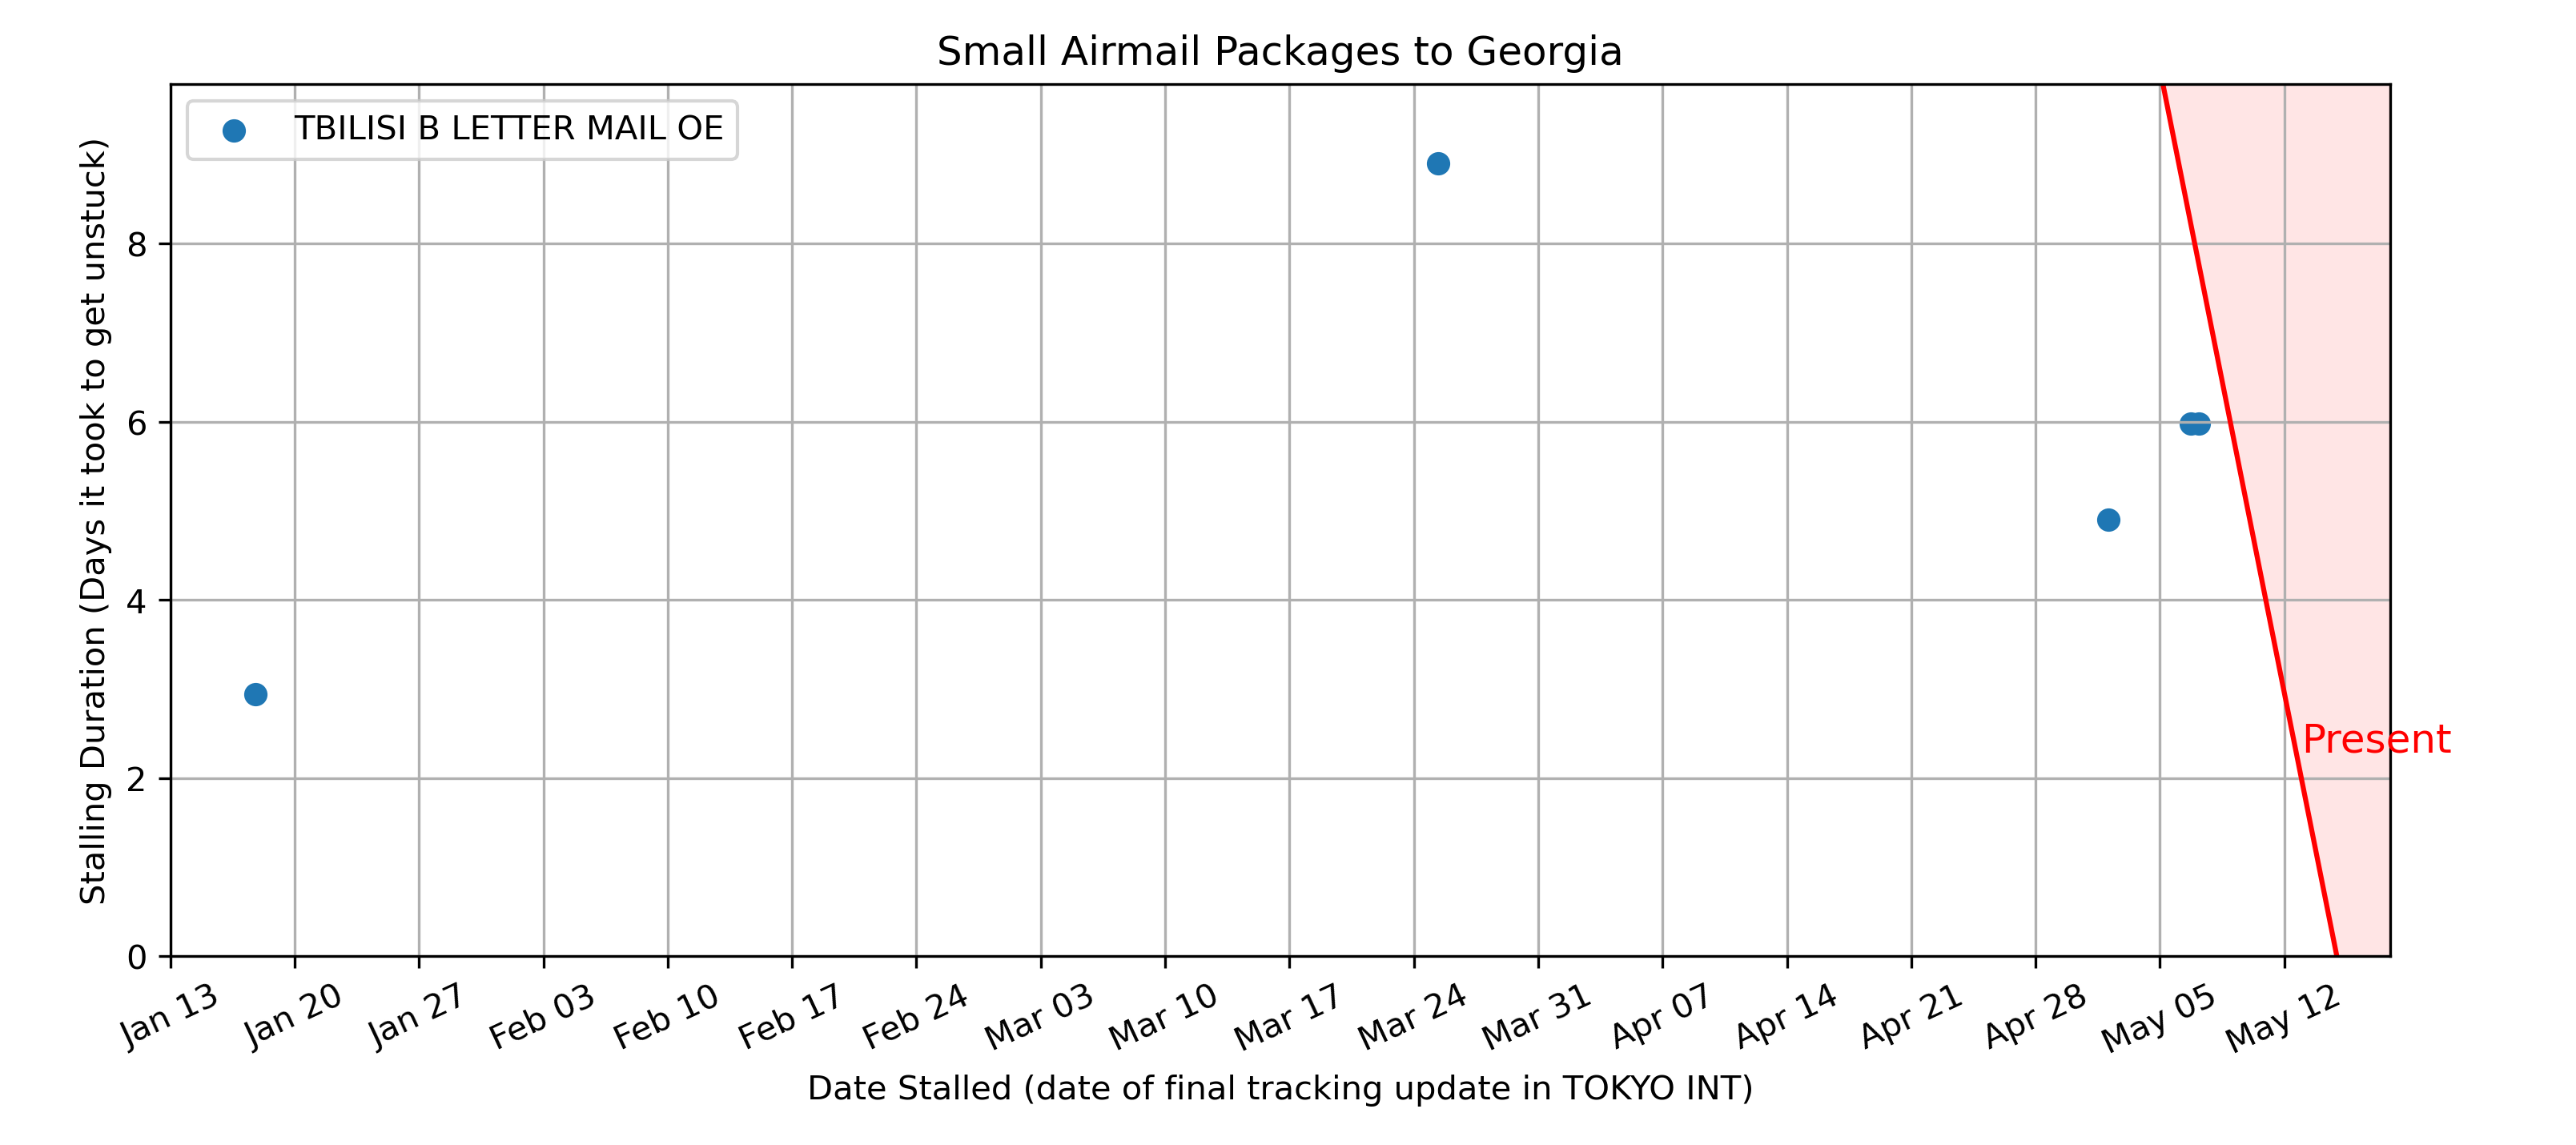 Small Airmail Packages to Georgia
TBILISI B LETTER MAIL OE
Stalling Duration (Days it took to get unstuck)
8
6
4
2
0
Present
Jan 13
Jan 20
Jan 27
Feb 03
Feb 10
Feb 17
Feb 24
Mar 03
Mar 10
Mar 17
Mar 24
Mar 31
Apr 07
Apr 14
Apr 21
Apr 28
May 05
May 12
Date Stalled (date of final tracking update in TOKYO INT)